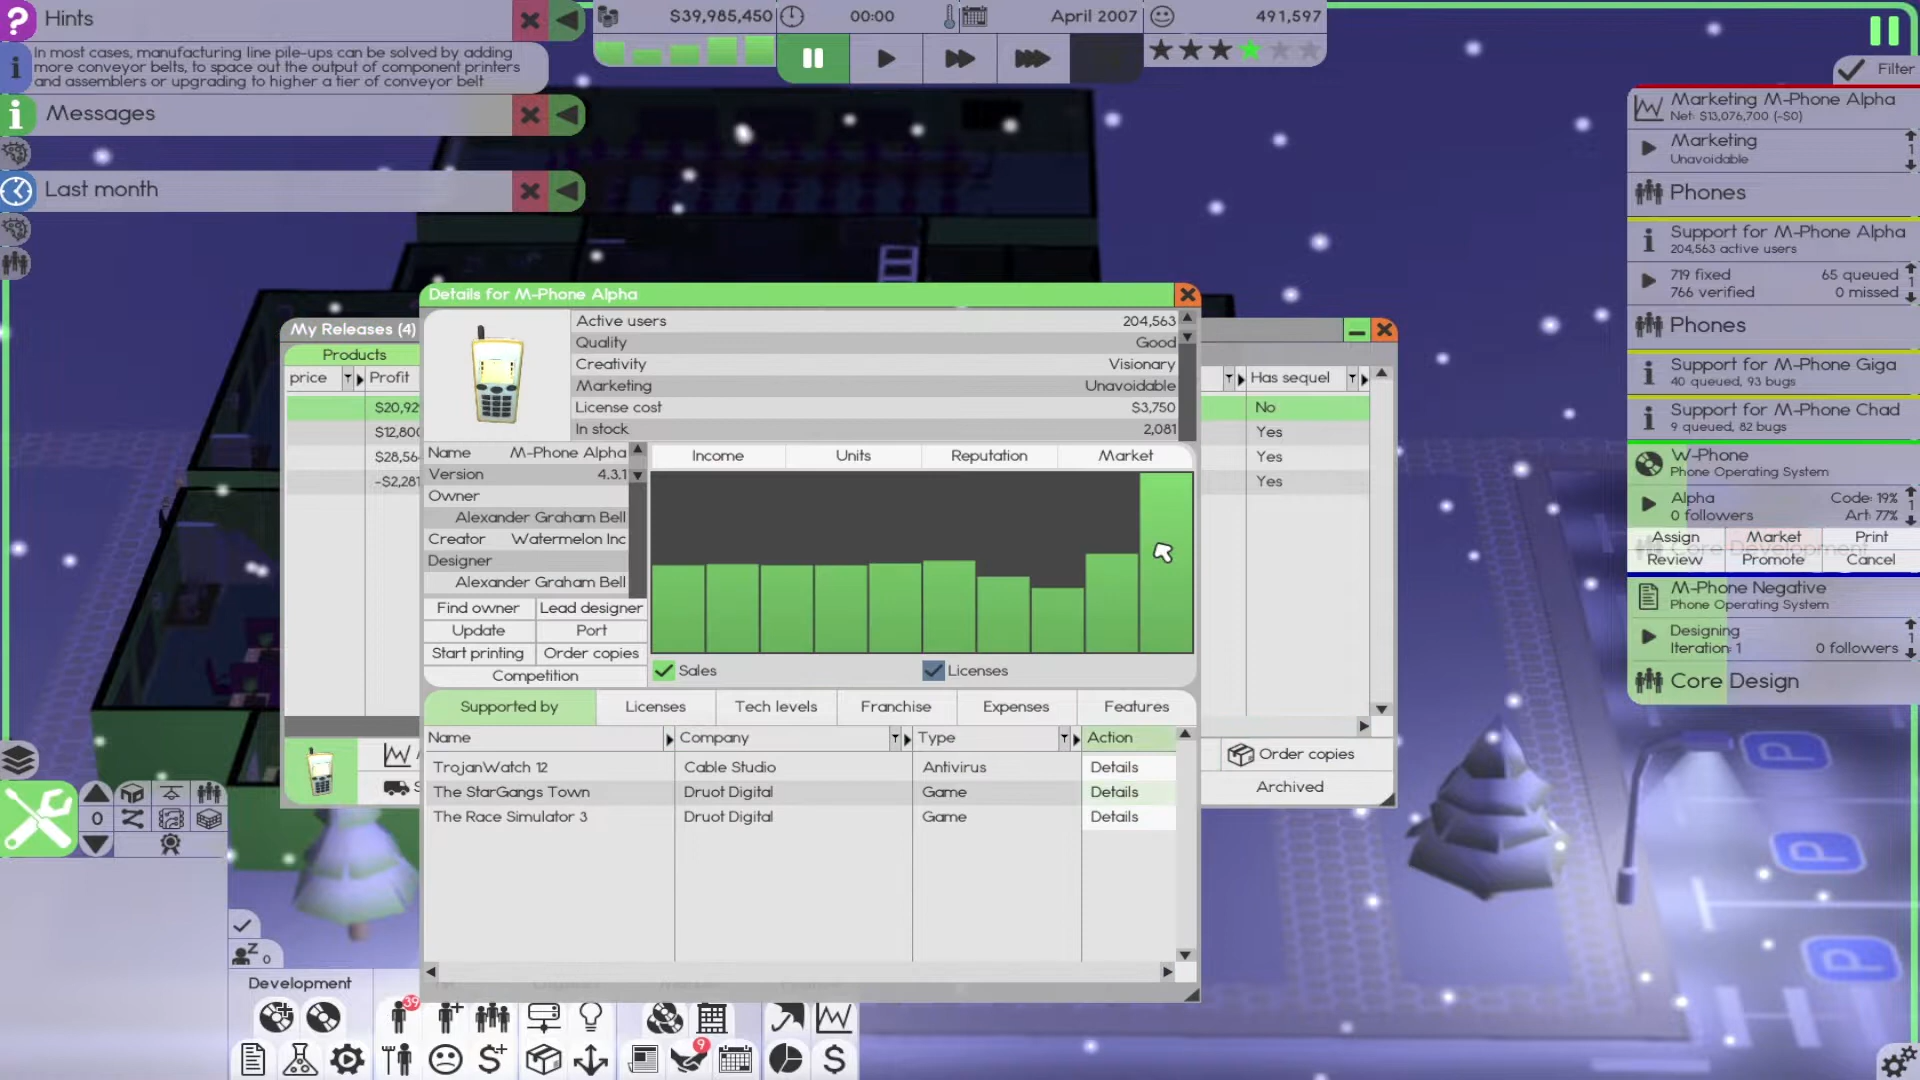 Hints
In most cases, manufacturing line pile-ups can be solved by adding
more conveyor belts, to space out the output of component printers
and assemblers or upgrading to higher a tier of conveyor belt
Messages
Last month
$39,985,450
00:00
April 2007
491,597
Filter
Marketing M-Phone Alpha
Net: $13,076,700 (-$0)
Marketing
Unavoidable
1
Phones
Support for M-Phone Alpha
204,563 active users
719 fixed 65 queued
766 verified 0 missed
1
Phones
Support for M-Phone Giga
40 queued, 93 bugs
Support for M-Phone Chad
9 queued, 82 bugs
W-Phone
Phone Operating System
Alpha Code: 19%
0 followers Art: 77%
1
Assign Market Print
Core Development
Review Promote Cancel
M-Phone Negative
Phone Operating System
Designing
Iteration: 1 0 followers
1
Core Design
My Releases (4)
Products
price Profit Has sequel
No
$12,800 Yes
Yes
Yes
Order copies
Archived
Details for M-Phone Alpha
Active users 204,563
Quality Good
Creativity Visionary
Marketing Unavoidable
License cost $3,750
In stock 2,081
Name M-Phone Alpha
Version 4.3.1
Owner
Alexander Graham Bell
Creator Watermelon Inc
Designer
Alexander Graham Bell
Find owner Lead designer
Update Port
Start printing Order copies
Competition
Income Units Reputation Market
Sales Licenses
Supported by Licenses Tech levels Franchise Expenses Features
Name Company Type Action
TrojanWatch 12 Cable Studio Antivirus Details
The StarGangs Town Druot Digital Game Details
The Race Simulator 3 Druot Digital Game Details
0
0
Development
39
9
P
P
P